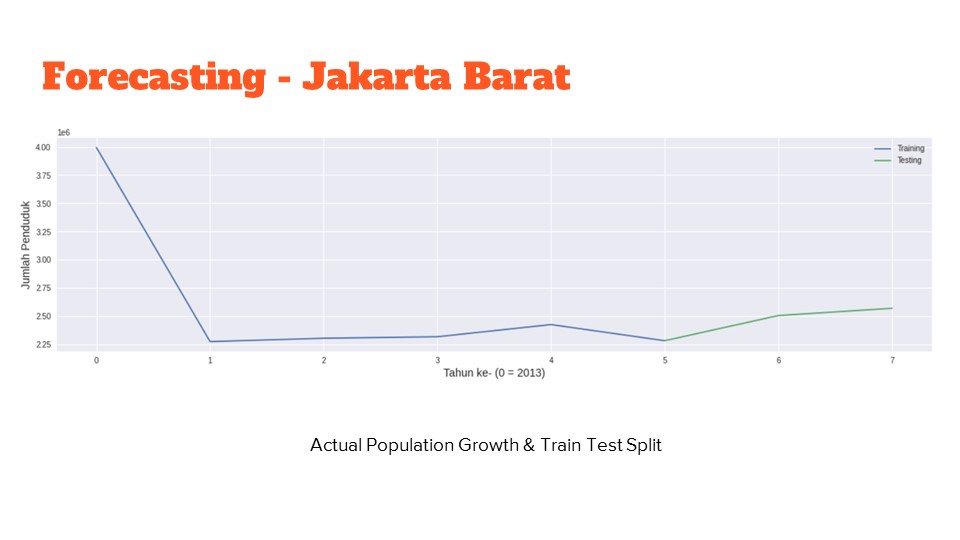 Forecasting - Jakarta Barat
1e6
Training
Testing
4.00
3.75
3.50
3.25
3.00
2.75
2.50
2.25
Jumlah Penduduk
0 1 2 3 4 5 6 7
Tahun ke- (0 = 2013)
Actual Population Growth & Train Test Split